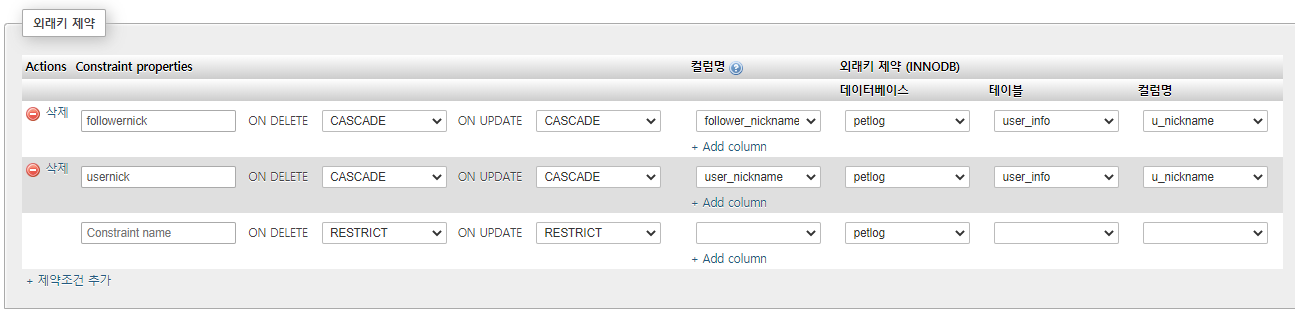 외래키 제약
Actions Constraint properties 컬럼명 외래키 제약 (INNODB)
데이터베이스 테이블 컬럼명
삭제 followernick ON DELETE CASCADE ON UPDATE CASCADE follower_nickname petlog user_info u_nickname
+ Add column
삭제 usernick ON DELETE CASCADE ON UPDATE CASCADE user_nickname petlog user_info u_nickname
+ Add column
Constraint name ON DELETE RESTRICT ON UPDATE RESTRICT petlog
+ Add column
+ 제약조건 추가